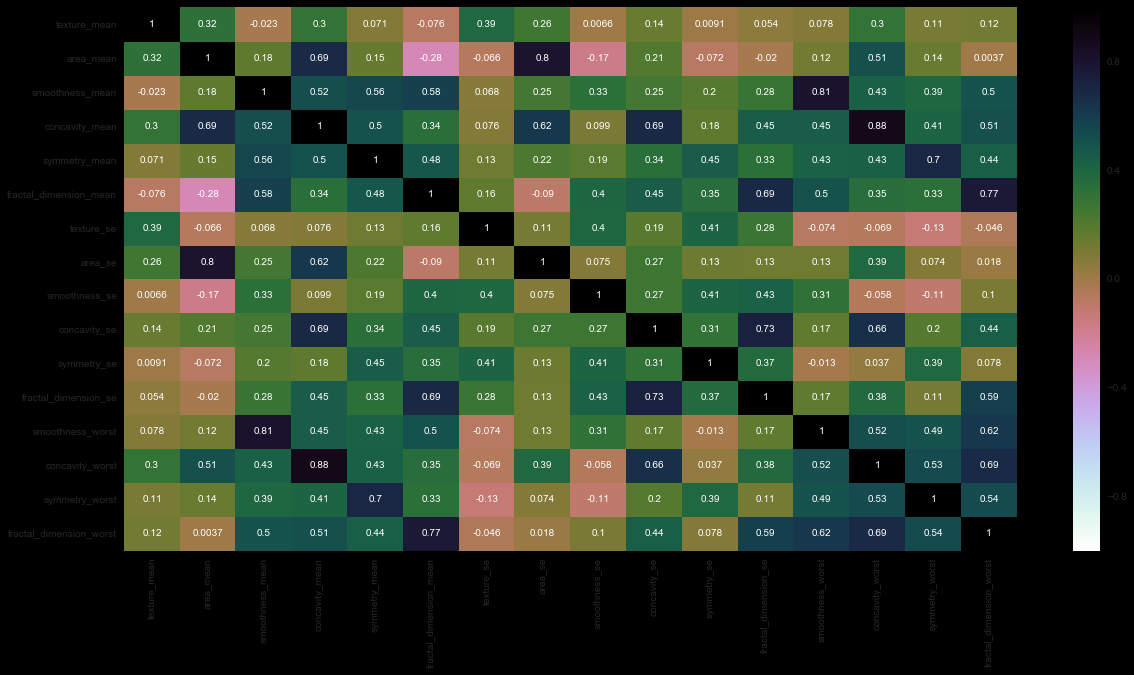 texture_mean 1 0.32 -0.023 0.3 0.071 -0.076 0.39 0.26 0.0066 0.14 0.0091 0.054 0.078 0.3 0.11 0.12
area_mean 0.32 1 0.18 0.69 0.15 -0.28 -0.066 0.8 -0.17 0.21 -0.072 -0.02 0.12 0.51 0.14 0.0037
0.8
smoothness_mean -0.023 0.18 1 0.52 0.56 0.58 0.068 0.25 0.33 0.25 0.2 0.28 0.81 0.43 0.39 0.5
concavity_mean 0.3 0.69 0.52 1 0.5 0.34 0.076 0.62 0.099 0.69 0.18 0.45 0.45 0.88 0.41 0.51
symmetry_mean 0.071 0.15 0.56 0.5 1 0.48 0.13 0.22 0.19 0.34 0.45 0.33 0.43 0.43 0.7 0.44
0.4
fractal_dimension_mean -0.076 -0.28 0.58 0.34 0.48 1 0.16 -0.09 0.4 0.45 0.35 0.69 0.5 0.35 0.33 0.77
texture_se 0.39 -0.066 0.068 0.076 0.13 0.16 1 0.11 0.4 0.19 0.41 0.28 -0.074 -0.069 -0.13 -0.046
area_se 0.26 0.8 0.25 0.62 0.22 -0.09 0.11 1 0.075 0.27 0.13 0.13 0.13 0.39 0.074 0.018
0.0
smoothness_se 0.0066 -0.17 0.33 0.099 0.19 0.4 0.4 0.075 1 0.27 0.41 0.43 0.31 -0.058 -0.11 0.1
concavity_se 0.14 0.21 0.25 0.69 0.34 0.45 0.19 0.27 0.27 1 0.31 0.73 0.17 0.66 0.2 0.44
symmetry_se 0.0091 -0.072 0.2 0.18 0.45 0.35 0.41 0.13 0.41 0.31 1 0.37 -0.013 0.037 0.39 0.078
−0.4
fractal_dimension_se 0.054 -0.02 0.28 0.45 0.33 0.69 0.28 0.13 0.43 0.73 0.37 1 0.17 0.38 0.11 0.59
smoothness_worst 0.078 0.12 0.81 0.45 0.43 0.5 -0.074 0.13 0.31 0.17 -0.013 0.17 1 0.52 0.49 0.62
concavity_worst 0.3 0.51 0.43 0.88 0.43 0.35 -0.069 0.39 -0.058 0.66 0.037 0.38 0.52 1 0.53 0.69
symmetry_worst 0.11 0.14 0.39 0.41 0.7 0.33 -0.13 0.074 -0.11 0.2 0.39 0.11 0.49 0.53 1 0.54
−0.8
fractal_dimension_worst 0.12 0.0037 0.5 0.51 0.44 0.77 -0.046 0.018 0.1 0.44 0.078 0.59 0.62 0.69 0.54 1
texture_mean
area_mean
smoothness_mean
concavity_mean
symmetry_mean
fractal_dimension_mean
texture_se
area_se
smoothness_se
concavity_se
symmetry_se
fractal_dimension_se
smoothness_worst
concavity_worst
symmetry_worst
fractal_dimension_worst